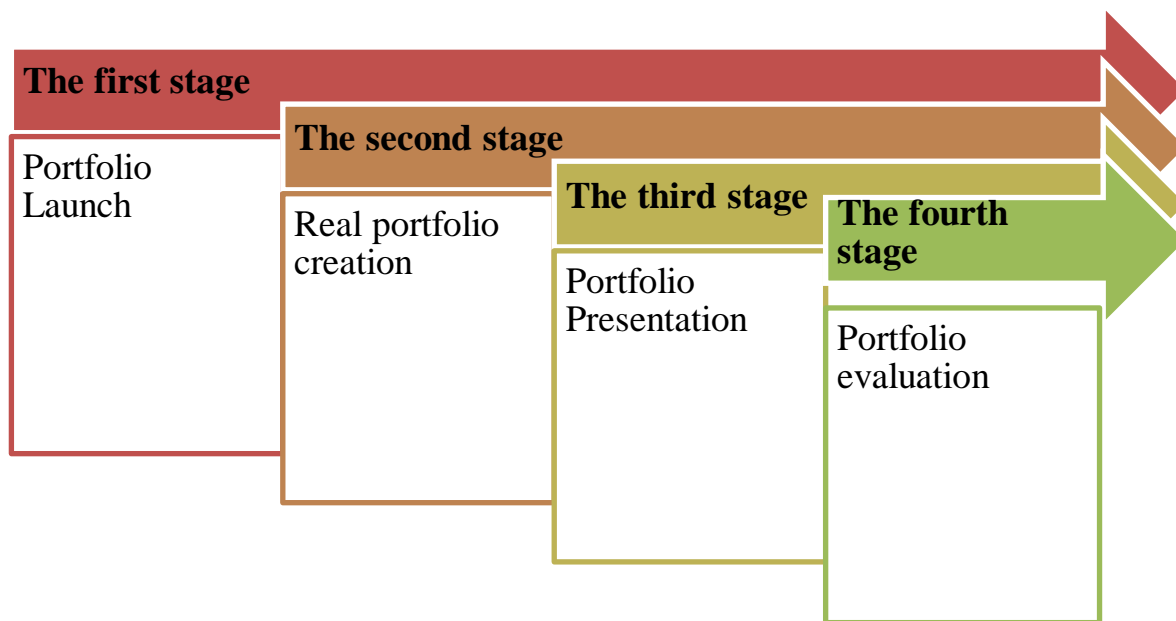 The first stage
Portfolio
Launch
The second stage
Real portfolio
creation
The third stage
Portfolio
Presentation
The fourth
stage
Portfolio
evaluation